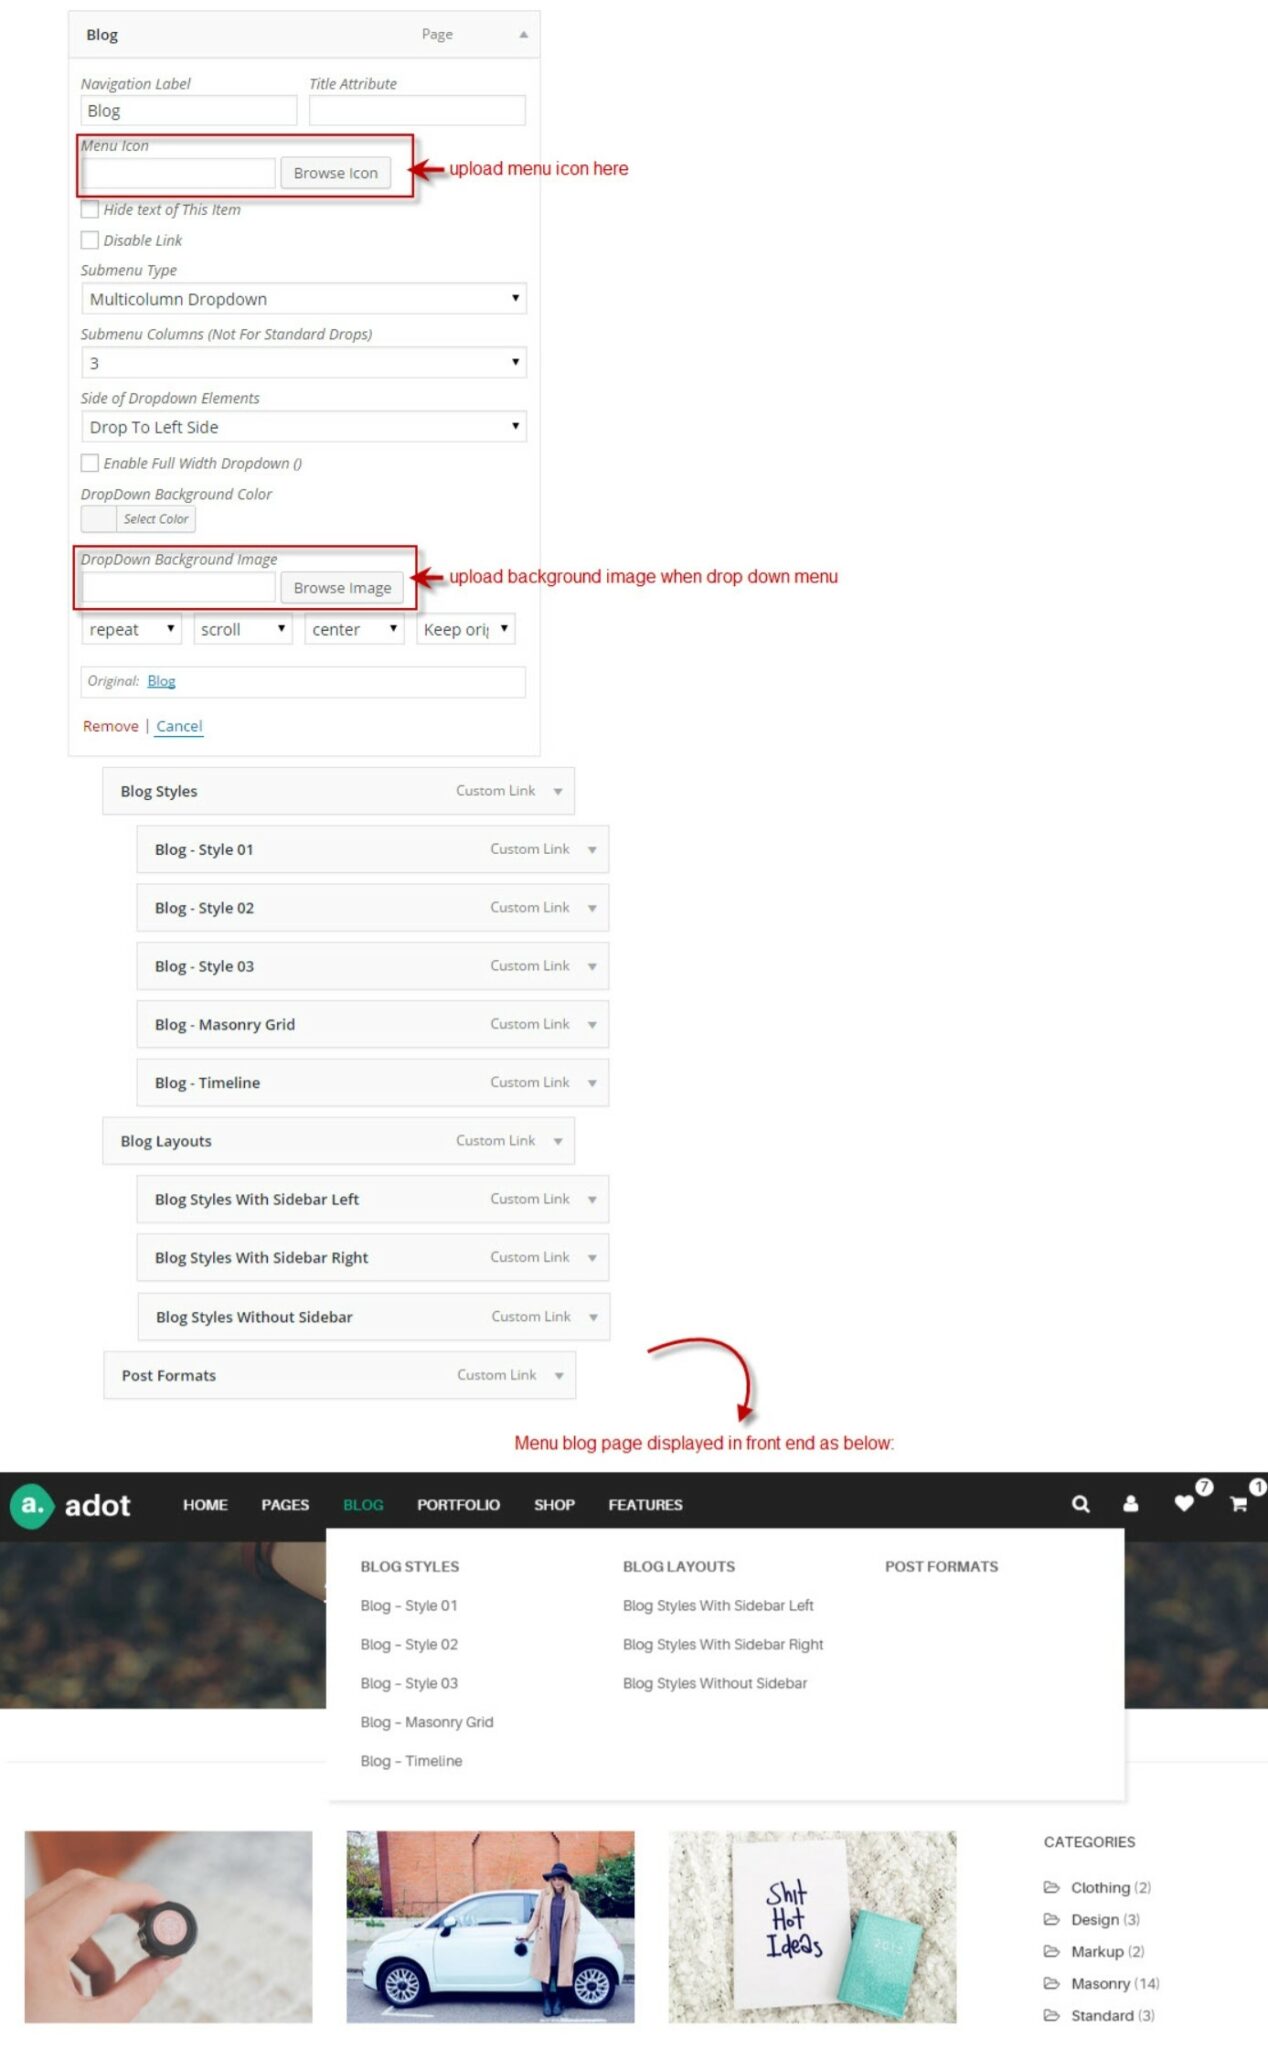 Blog Page
Navigation Label Title Attribute
Blog
Menu Icon
Browse Icon
upload menu icon here
Hide text of This Item
Disable Link
Submenu Type
Multicolumn Dropdown
Submenu Columns (Not For Standard Drops)
3
Side of Dropdown Elements
Drop To Left Side
Enable Full Width Dropdown ()
DropDown Background Color
Select Color
DropDown Background Image
Browse Image
upload background image when drop down menu
repeat scroll center Keep orig
Original: Blog
Remove | Cancel
Blog Styles Custom Link
Blog - Style 01 Custom Link
Blog - Style 02 Custom Link
Blog - Style 03 Custom Link
Blog - Masonry Grid Custom Link
Blog - Timeline Custom Link
Blog Layouts Custom Link
Blog Styles With Sidebar Left Custom Link
Blog Styles With Sidebar Right Custom Link
Blog Styles Without Sidebar Custom Link
Post Formats Custom Link
Menu blog page displayed in front end as below:
a. adot HOME PAGES BLOG PORTFOLIO SHOP FEATURES 7 1
BLOG STYLES BLOG LAYOUTS POST FORMATS
Blog – Style 01 Blog Styles With Sidebar Left
Blog – Style 02 Blog Styles With Sidebar Right
Blog – Style 03 Blog Styles Without Sidebar
Blog – Masonry Grid
Blog – Timeline
Shit
Hot
Ideas
2015
CATEGORIES
Clothing (2)
Design (3)
Markup (2)
Masonry (14)
Standard (3)